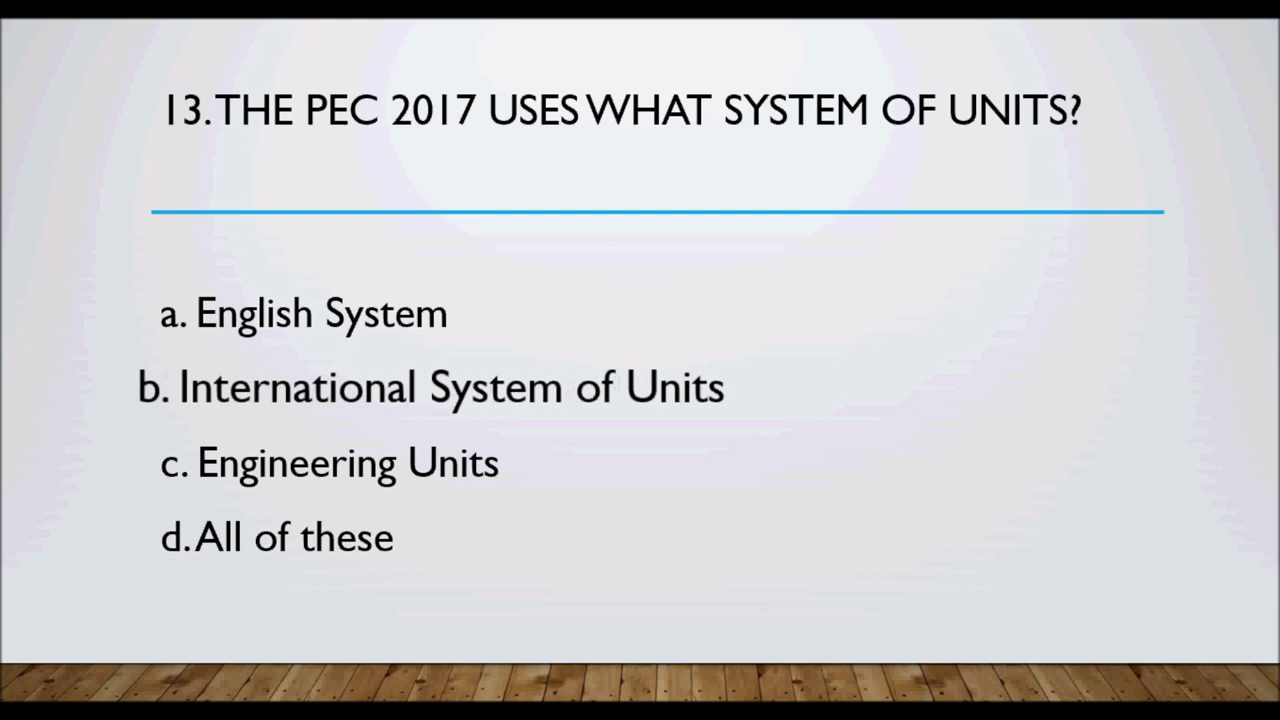 13. THE PEC 2017 USES WHAT SYSTEM OF UNITS?
a. English System
b. International System of Units
c. Engineering Units
d. All of these